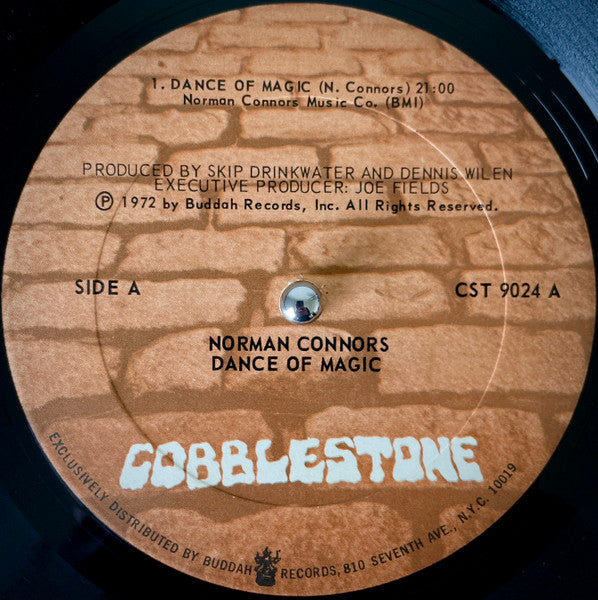 1. DANCE OF MAGIC (N. Connors) 21:00
Norman Connors Music Co. (BMI)
PRODUCED BY SKIP DRINKWATER AND DENNIS WILEN
EXECUTIVE PRODUCER: JOE FIELDS
Ⓟ 1972 by Buddah Records, Inc. All Rights Reserved.
SIDE A
CST 9024 A
NORMAN CONNORS
DANCE OF MAGIC
COBBLESTONE
EXCLUSIVELY DISTRIBUTED BY BUDDAH RECORDS, 810 SEVENTH AVE., N.Y.C. 10019